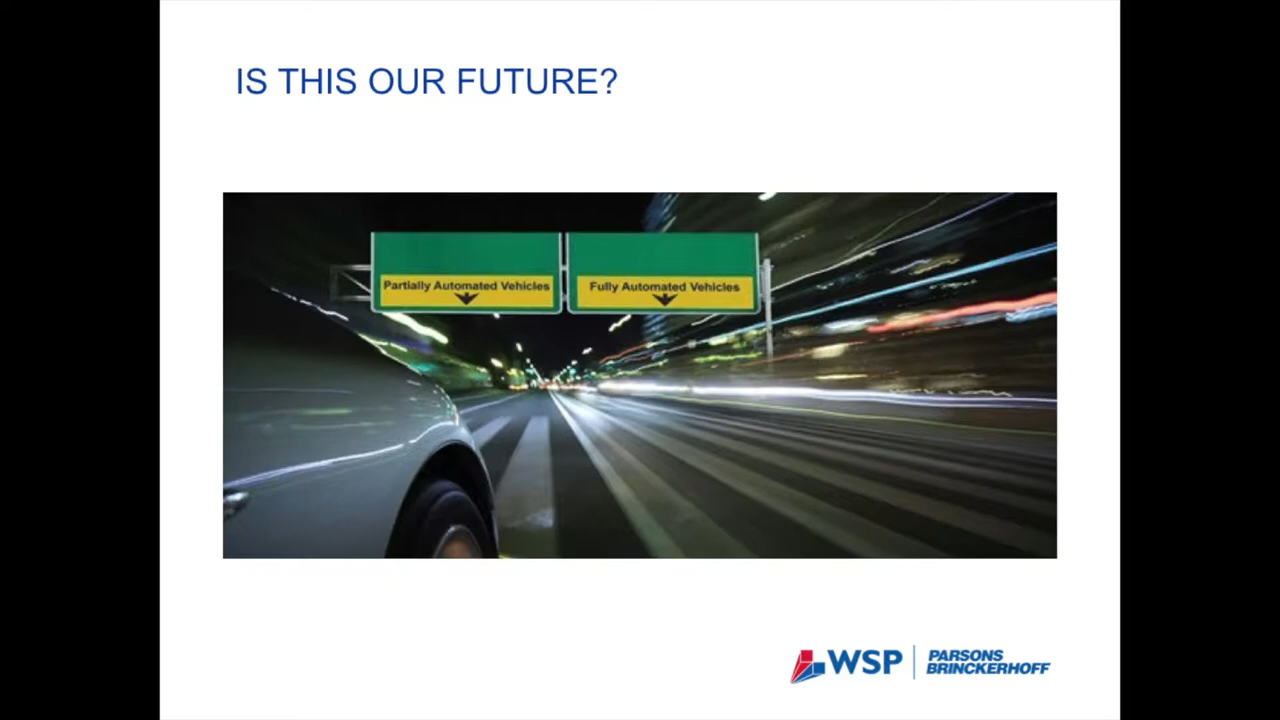 IS THIS OUR FUTURE?
Partially Automated Vehicles
Fully Automated Vehicles
WSP
PARSONS
BRINCKERHOFF